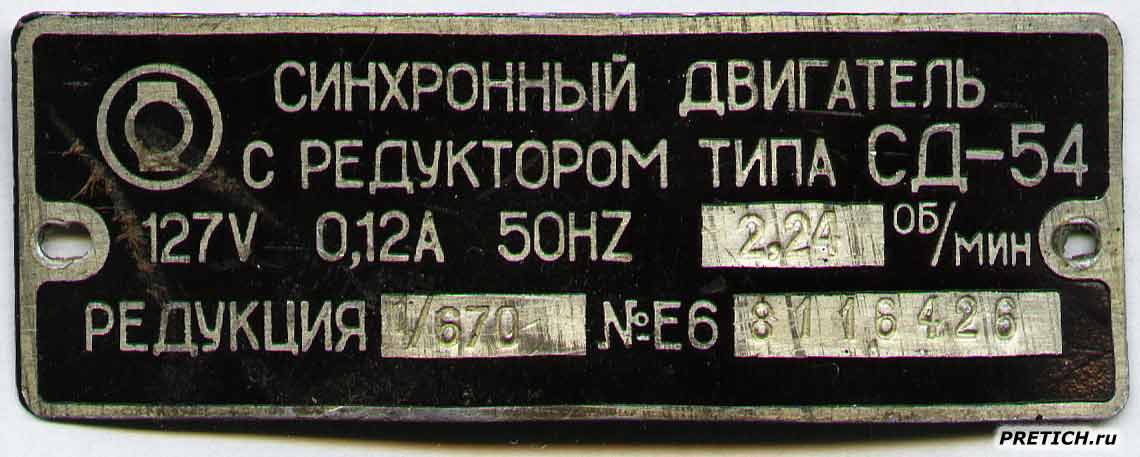 СИНХРОННЫЙ ДВИГАТЕЛЬ
С РЕДУКТОРОМ ТИПА СД-54
127V 0,12A 50HZ 2,24 ОБ/МИН
РЕДУКЦИЯ 1/670 №Е6 8116426
PRETICH.ru